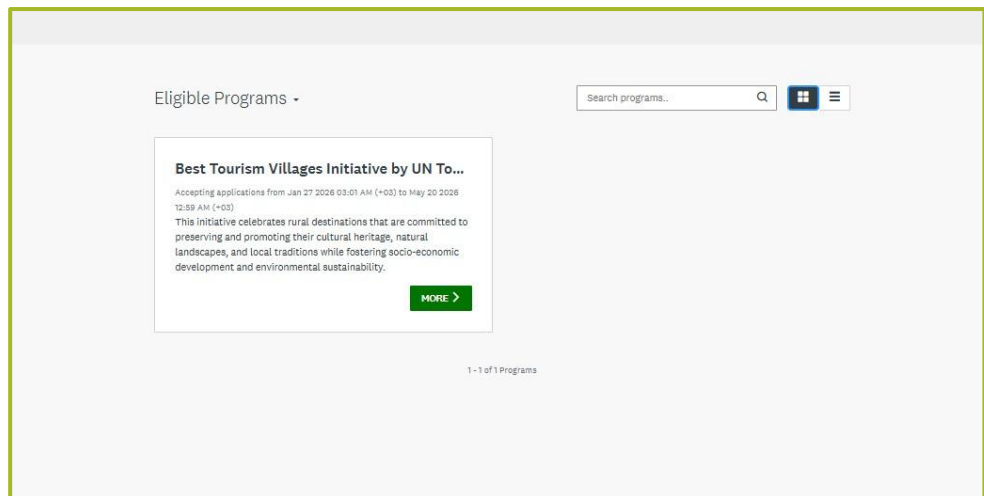 Eligible Programs
Search programs..
Best Tourism Villages Initiative by UN To...
Accepting applications from Jan 27 2026 03:01 AM (+03) to May 20 2026
12:59 AM (+03)
This initiative celebrates rural destinations that are committed to
preserving and promoting their cultural heritage, natural
landscapes, and local traditions while fostering socio-economic
development and environmental sustainability.
MORE
1 - 1 of 1 Programs